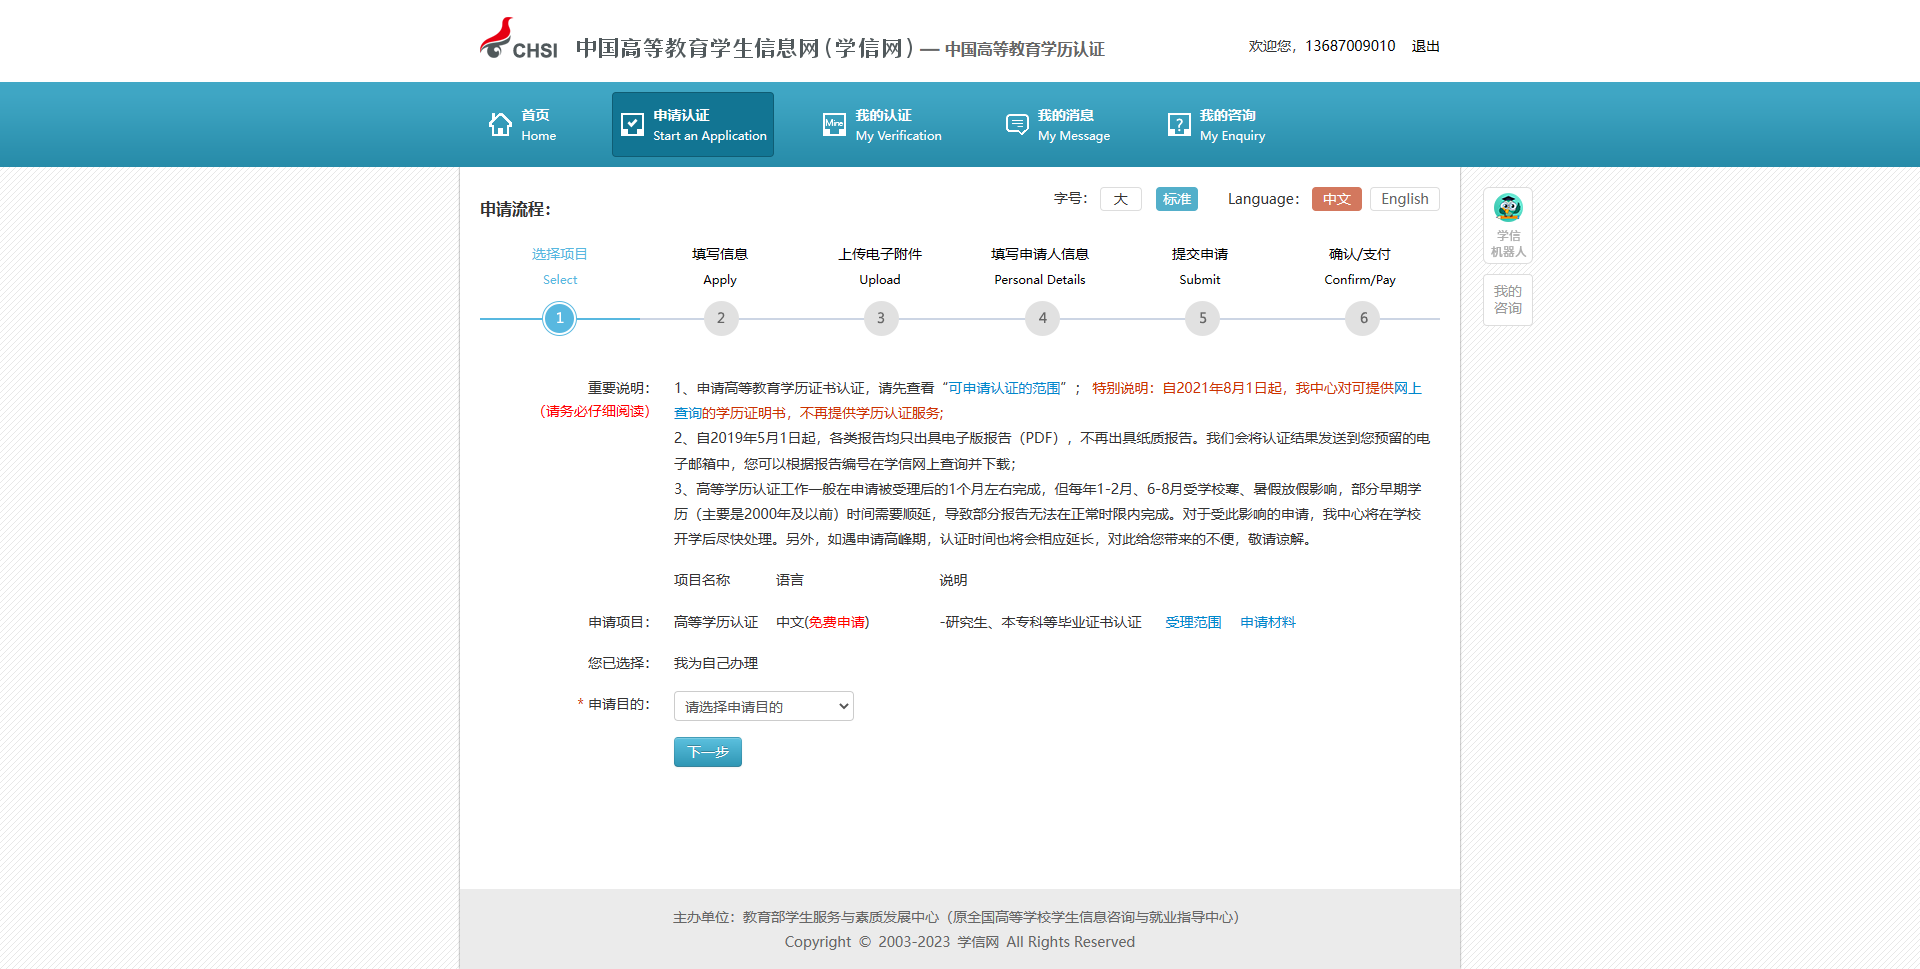 CHSI 中国高等教育学生信息网(学信网) — 中国高等教育学历认证
欢迎您，13687009010 退出
首页
Home
申请认证
Start an Application
Mine
我的认证
My Verification
我的消息
My Message
?
我的咨询
My Enquiry
字号： 大 标准 Language： 中文 English
申请流程：
选择项目 填写信息 上传电子附件 填写申请人信息 提交申请 确认/支付
Select Apply Upload Personal Details Submit Confirm/Pay
1 2 3 4 5 6
学信
机器人
我的
咨询
重要说明：
（请务必仔细阅读）
1、申请高等教育学历证书认证，请先查看“可申请认证的范围”； 特别说明：自2021年8月1日起，我中心对可提供网上
查询的学历证明书，不再提供学历认证服务;
2、自2019年5月1日起，各类报告均只出具电子版报告（PDF），不再出具纸质报告。我们会将认证结果发送到您预留的电
子邮箱中，您可以根据报告编号在学信网上查询并下载；
3、高等学历认证工作一般在申请被受理后的1个月左右完成，但每年1-2月、6-8月受学校寒、暑假放假影响，部分早期学
历（主要是2000年及以前）时间需要顺延，导致部分报告无法在正常时限内完成。对于受此影响的申请，我中心将在学校
开学后尽快处理。另外，如遇申请高峰期，认证时间也将会相应延长，对此给您带来的不便，敬请谅解。
项目名称 语言 说明
申请项目： 高等学历认证 中文(免费申请) -研究生、本专科等毕业证书认证 受理范围 申请材料
您已选择： 我为自己办理
* 申请目的： 请选择申请目的
下一步
主办单位：教育部学生服务与素质发展中心（原全国高等学校学生信息咨询与就业指导中心）
Copyright © 2003-2023 学信网 All Rights Reserved